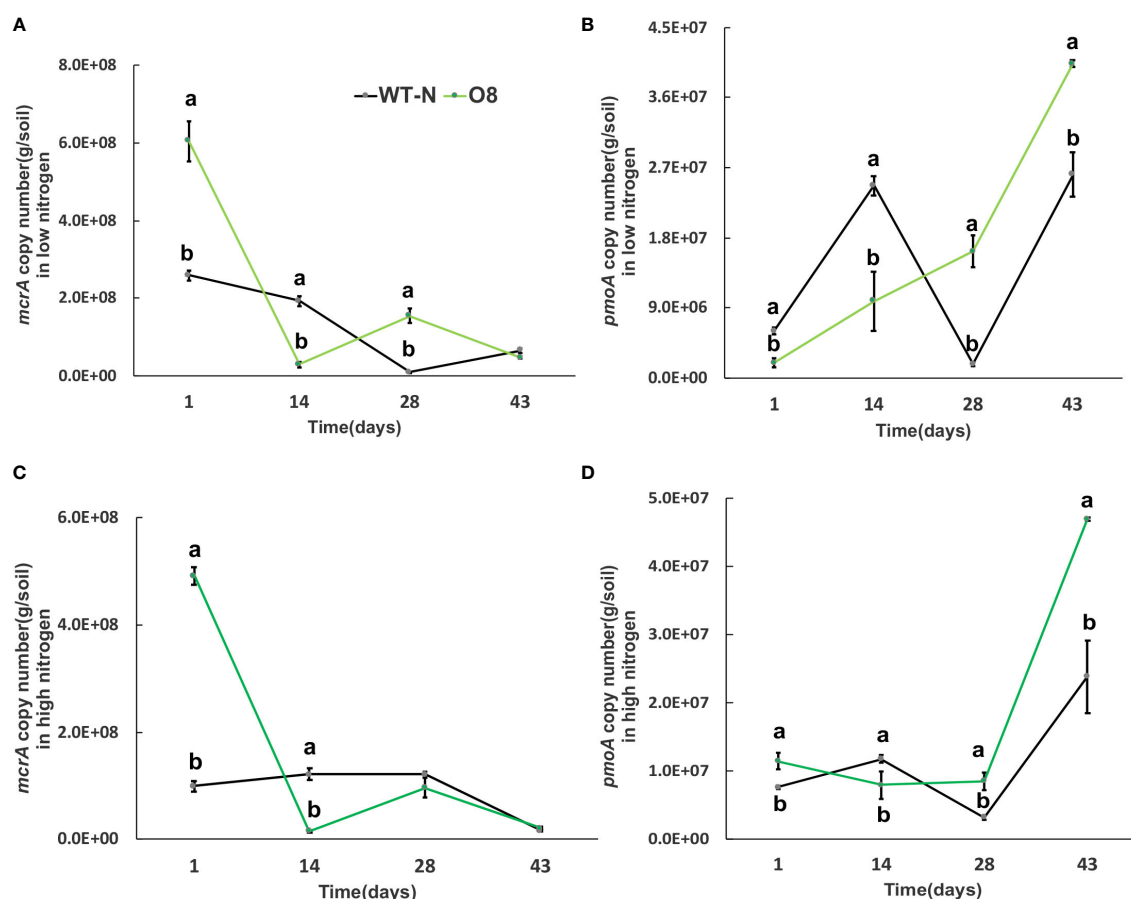 A
mcrA copy number(g/soil)
in low nitrogen
8.0E+08
6.0E+08
4.0E+08
2.0E+08
0.0E+00
WT-N O8
a
b
a
b
a
b
1 14 28 43
Time(days)
B
pmoA copy number(g/soil)
in low nitrogen
4.5E+07
3.6E+07
2.7E+07
1.8E+07
9.0E+06
0.0E+00
a
b
a
b
a
b
a
b
1 14 28 43
Time(days)
C
mcrA copy number(g/soil)
in high nitrogen
6.0E+08
4.0E+08
2.0E+08
0.0E+00
a
b
a
b
1 14 28 43
Time(days)
D
pmoA copy number(g/soil)
in high nitrogen
5.0E+07
4.0E+07
3.0E+07
2.0E+07
1.0E+07
0.0E+00
a
b
a
b
a
b
a
b
1 14 28 43
Time(days)